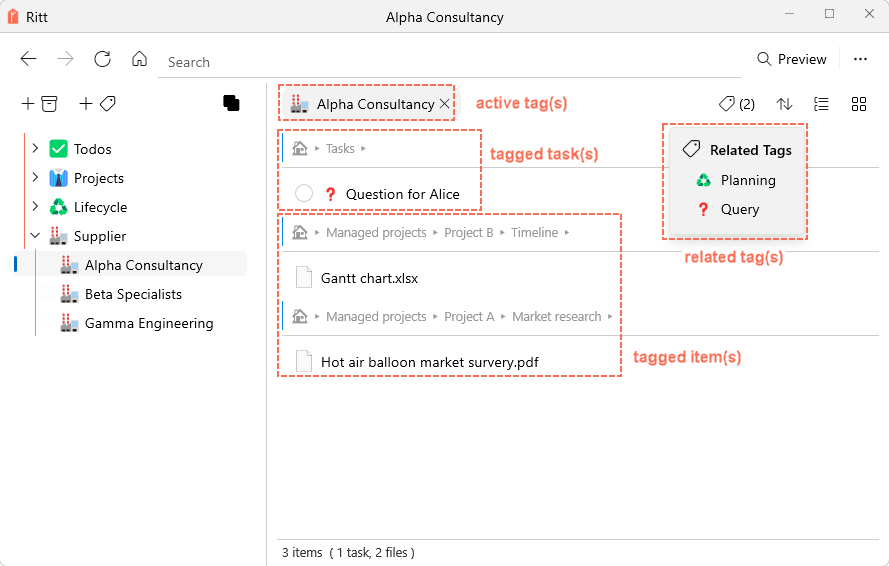 Ritt
Alpha Consultancy
Search
Preview
Alpha Consultancy
active tag(s)
(2)
Todos
Projects
Lifecycle
Supplier
Alpha Consultancy
Beta Specialists
Gamma Engineering
Tasks
tagged task(s)
Question for Alice
Managed projects Project B Timeline
Gantt chart.xlsx
Managed projects Project A Market research
Hot air balloon market survery.pdf
tagged item(s)
Related Tags
Planning
Query
related tag(s)
3 items ( 1 task, 2 files )